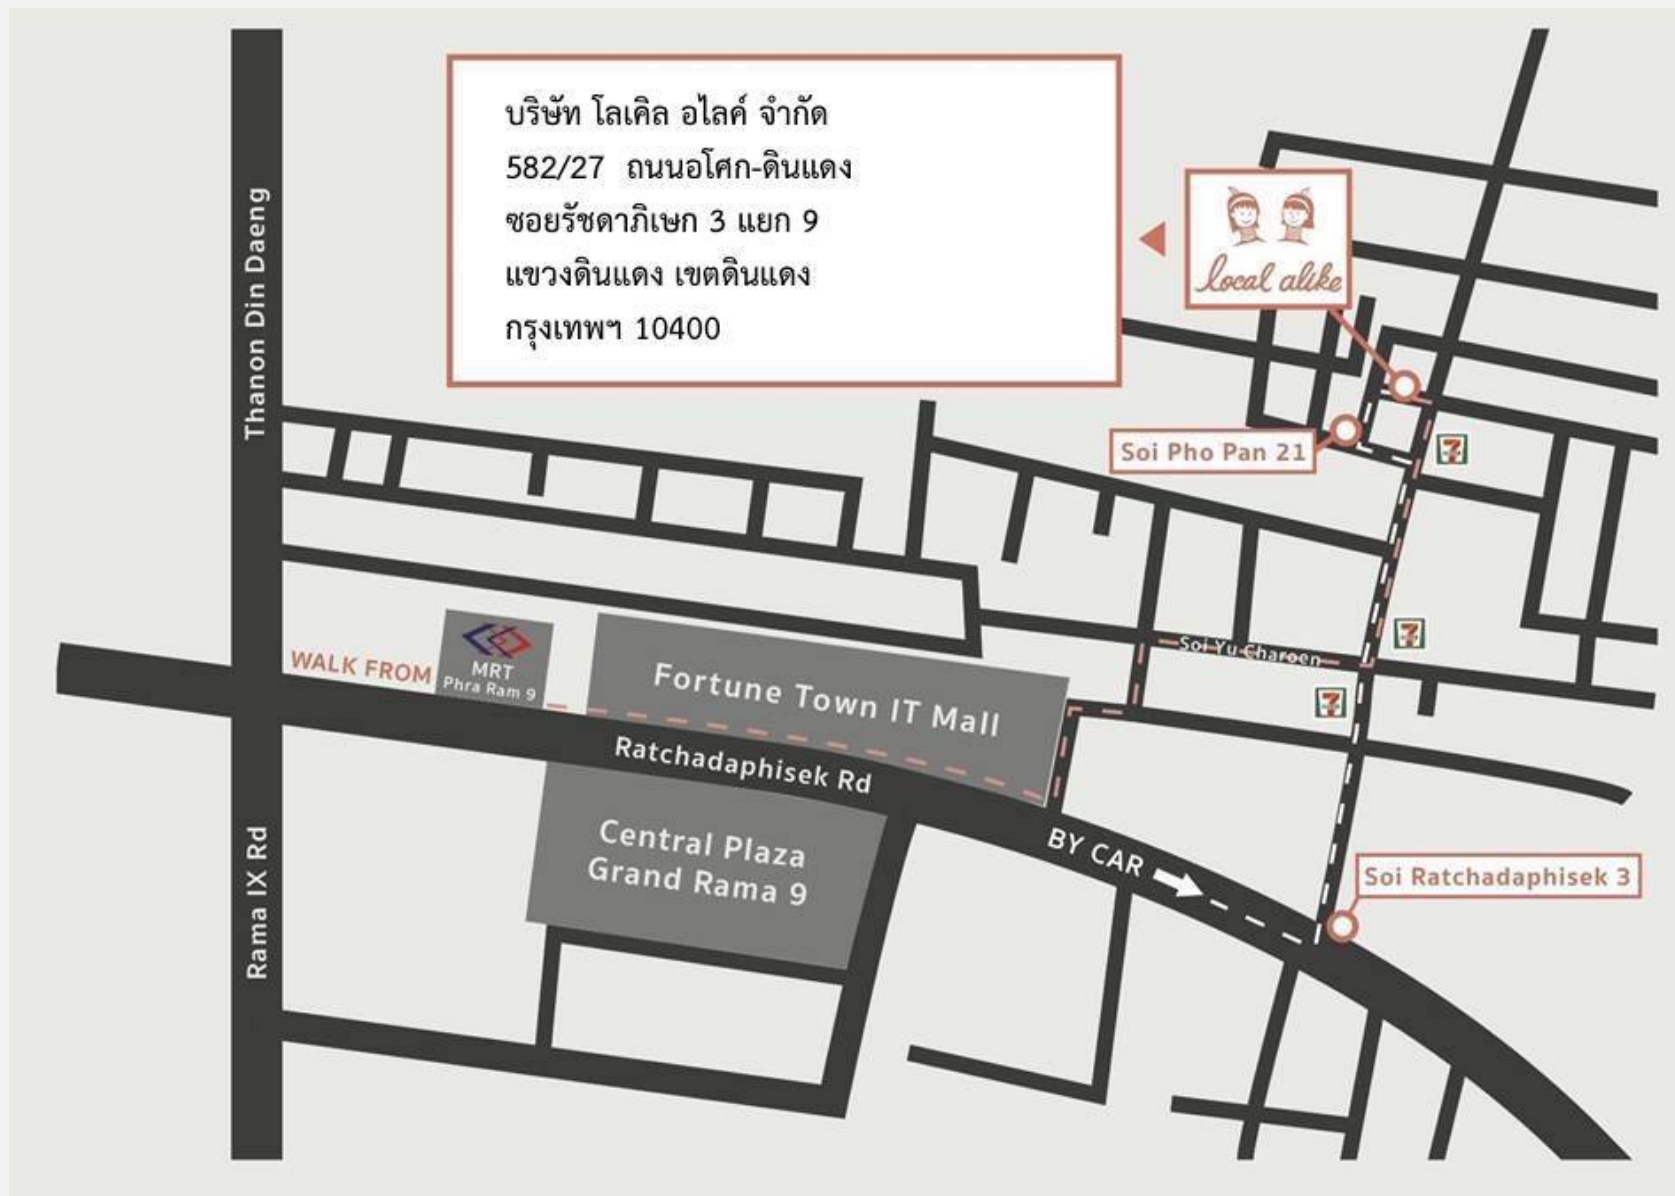 บริษัท โลเคิล อไลค์ จำกัด
582/27 ถนนอโศก-ดินแดง
ซอยรัชดาภิเษก 3 แยก 9
แขวงดินแดง เขตดินแดง
กรุงเทพฯ 10400
local alike
Thanon Din Daeng
Soi Pho Pan 21
7
7
Soi Yu Charoen
7
WALK FROM
MRT
Phra Ram 9
Fortune Town IT Mall
Ratchadaphisek Rd
Central Plaza
Grand Rama 9
BY CAR
Soi Ratchadaphisek 3
Rama IX Rd